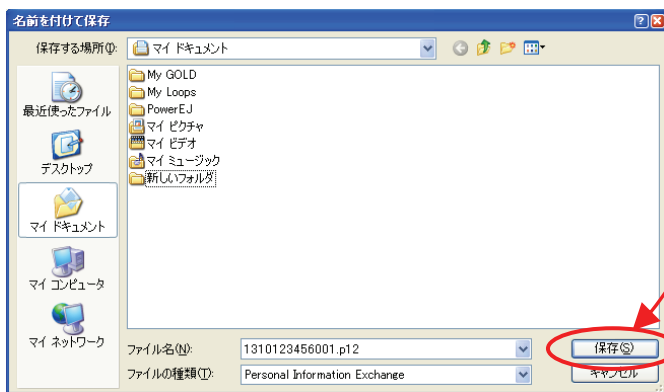 名前を付けて保存
保存する場所(I): マイ ドキュメント
My GOLD
My Loops
PowerEJ
マイ ピクチャ
マイ ビデオ
マイ ミュージック
新しいフォルダ
最近使ったファイル
デスクトップ
マイ ドキュメント
マイ コンピュータ
マイ ネットワーク
ファイル名(N): 1310123456001.p12 保存(S)
ファイルの種類(T): Personal Information Exchange キャンセル